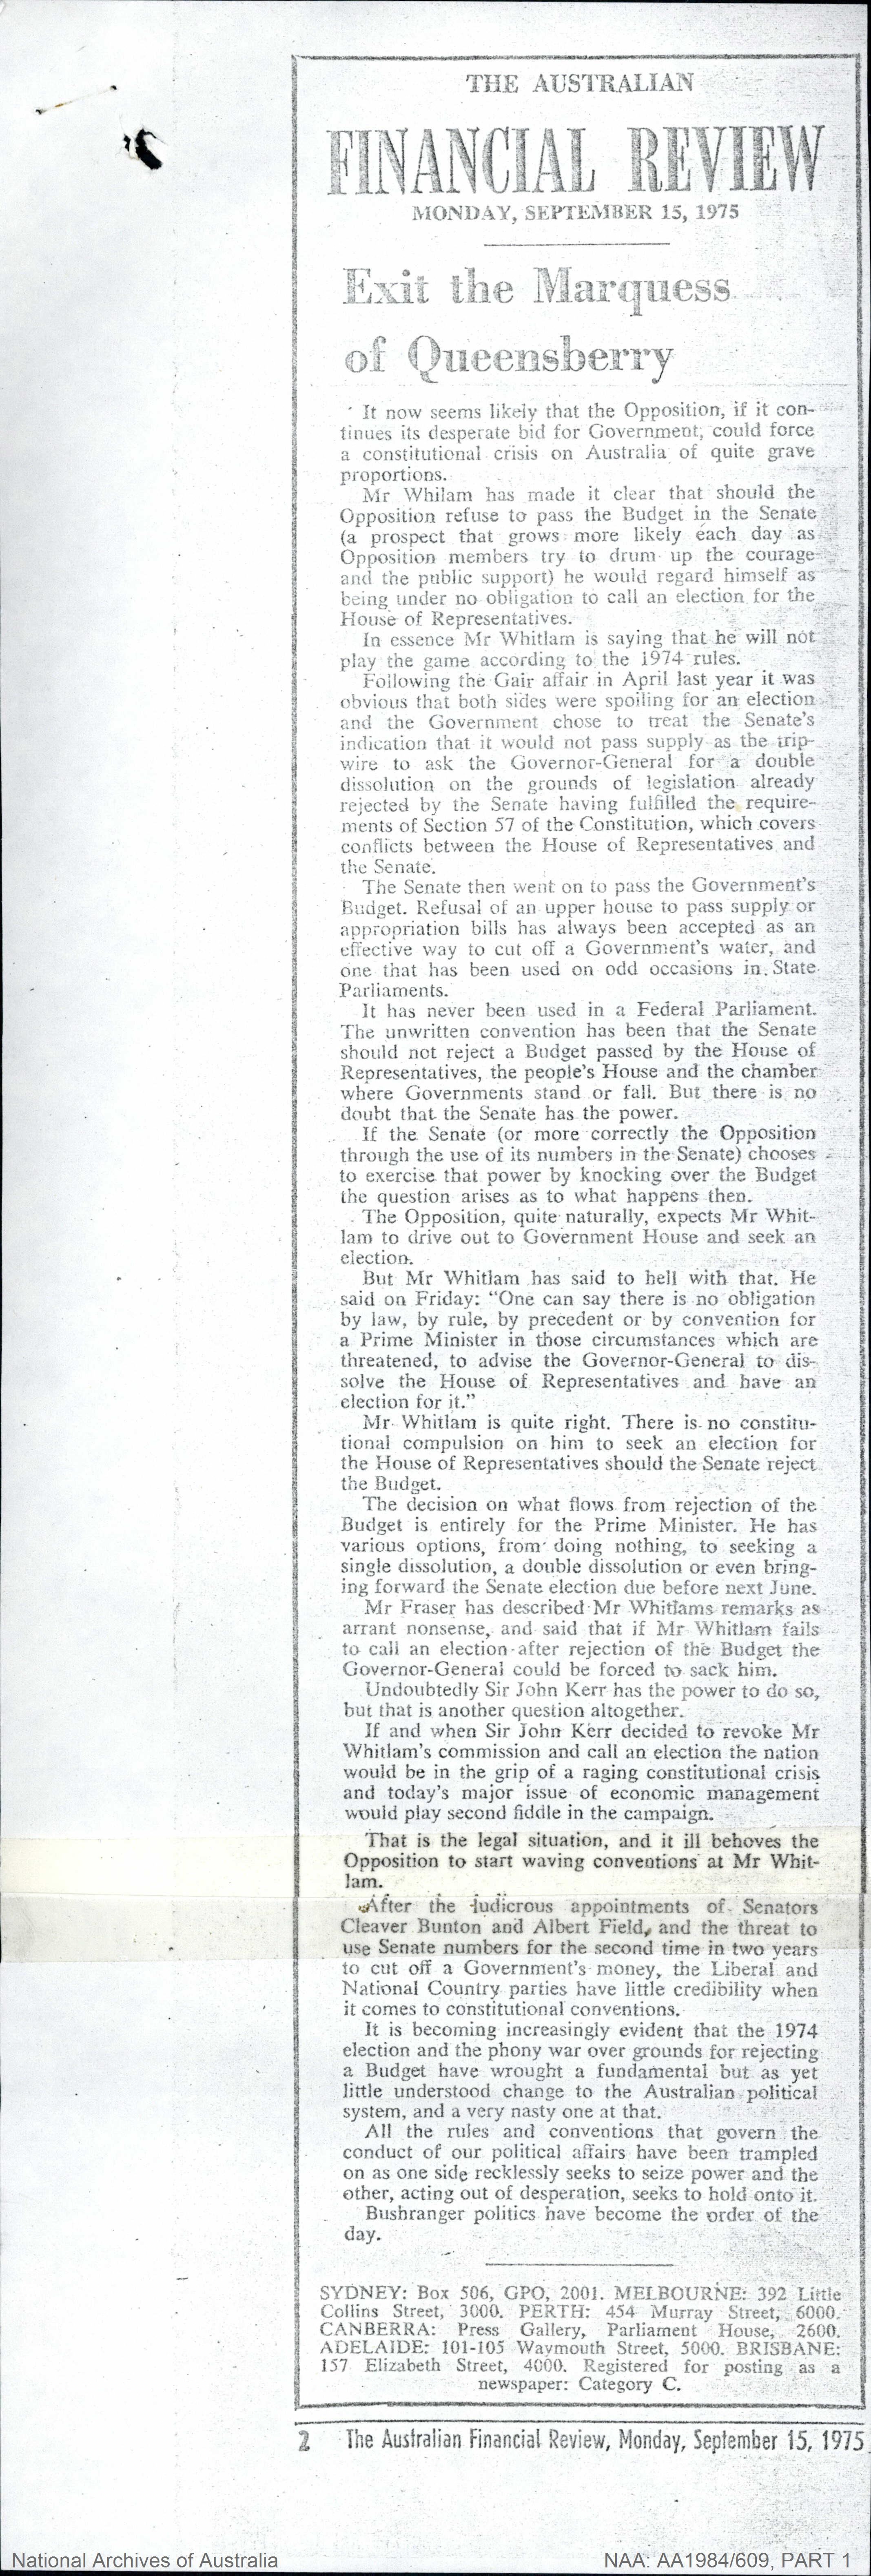 THE AUSTRALIAN
FINANCIAL REVIEW
MONDAY, SEPTEMBER 15, 1975
Exit the Marquess
of Queensberry
It now seems likely that the Opposition, if it con-
tinues its desperate bid for Government, could force
a constitutional crisis on Australia of quite grave
proportions.
Mr Whilam has made it clear that should the
Opposition refuse to pass the Budget in the Senate
(a prospect that grows more likely each day as
Opposition members try to drum up the courage
and the public support) he would regard himself as
being under no obligation to call an election for the
House of Representatives.
In essence Mr Whitlam is saying that he will not
play the game according to the 1974 rules.
Following the Gair affair in April last year it was
obvious that both sides were spoiling for an election
and the Government chose to treat the Senate's
indication that it would not pass supply as the trip-
wire to ask the Governor-General for a double
dissolution on the grounds of legislation already
rejected by the Senate having fulfilled the require-
ments of Section 57 of the Constitution, which covers
conflicts between the House of Representatives and
the Senate.
The Senate then went on to pass the Government's
Budget. Refusal of an upper house to pass supply or
appropriation bills has always been accepted as an
effective way to cut off a Government's water, and
one that has been used on odd occasions in State
Parliaments.
It has never been used in a Federal Parliament.
The unwritten convention has been that the Senate
should not reject a Budget passed by the House of
Representatives, the people's House and the chamber
where Governments stand or fall. But there is no
doubt that the Senate has the power.
If the Senate (or more correctly the Opposition
through the use of its numbers in the Senate) chooses
to exercise that power by knocking over the Budget
the question arises as to what happens then.
The Opposition, quite naturally, expects Mr Whit-
lam to drive out to Government House and seek an
election.
But Mr Whitlam has said to hell with that. He
said on Friday: "One can say there is no obligation
by law, by rule, by precedent or by convention for
a Prime Minister in those circumstances which are
threatened, to advise the Governor-General to dis-
solve the House of Representatives and have an
election for it."
Mr Whitlam is quite right. There is no constitu-
tional compulsion on him to seek an election for
the House of Representatives should the Senate reject
the Budget.
The decision on what flows from rejection of the
Budget is entirely for the Prime Minister. He has
various options, from doing nothing, to seeking a
single dissolution, a double dissolution or even bring-
ing forward the Senate election due before next June.
Mr Fraser has described Mr Whitlams remarks as
arrant nonsense, and said that if Mr Whitlam fails
to call an election after rejection of the Budget the
Governor-General could be forced to sack him.
Undoubtedly Sir John Kerr has the power to do so,
but that is another question altogether.
If and when Sir John Kerr decided to revoke Mr
Whitlam's commission and call an election the nation
would be in the grip of a raging constitutional crisis
and today's major issue of economic management
would play second fiddle in the campaign.
That is the legal situation, and it ill behoves the
Opposition to start waving conventions at Mr Whit-
lam.
After the ludicrous appointments of Senators
Cleaver Bunton and Albert Field, and the threat to
use Senate numbers for the second time in two years
to cut off a Government's money, the Liberal and
National Country parties have little credibility when
it comes to constitutional conventions.
It is becoming increasingly evident that the 1974
election and the phony war over grounds for rejecting
a Budget have wrought a fundamental but as yet
little understood change to the Australian political
system, and a very nasty one at that.
All the rules and conventions that govern the
conduct of our political affairs have been trampled
on as one side recklessly seeks to seize power and the
other, acting out of desperation, seeks to hold onto it.
Bushranger politics have become the order of the
day.
SYDNEY: Box 506, GPO, 2001. MELBOURNE: 392 Little
Collins Street, 3000. PERTH: 454 Murray Street, 6000.
CANBERRA: Press Gallery, Parliament House, 2600.
ADELAIDE: 101-105 Waymouth Street, 5000. BRISBANE:
157 Elizabeth Street, 4000. Registered for posting as a
newspaper: Category C.
2 The Australian Financial Review, Monday, September 15, 1975
National Archives of Australia NAA: AA1984/609, PART 1